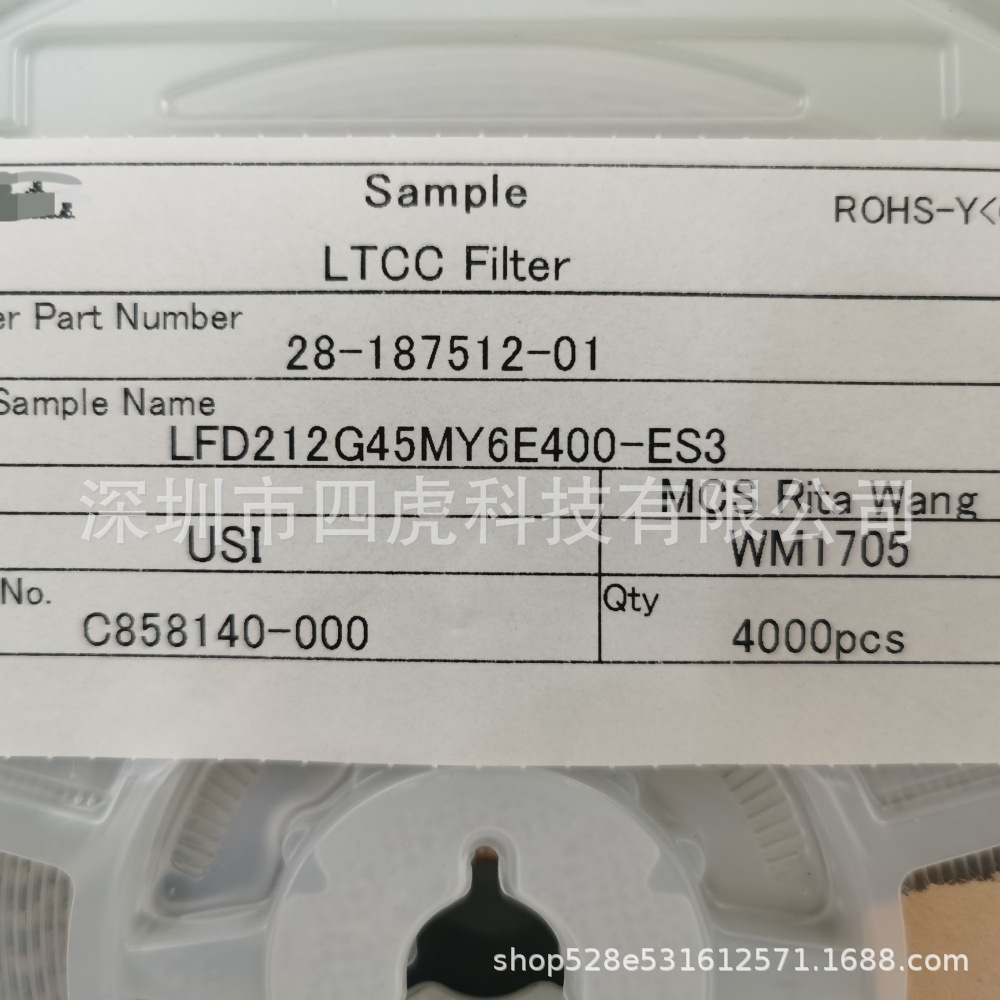 Sample
ROHS-Y<
LTCC Filter
er Part Number
28-187512-01
Sample Name
LFD212G45MY6E400-ES3
MCS Rita Wang
深圳市四虎科技有限公司
USI
WM1705
No.
C858140-000
Qty
4000pcs
shop528e531612571.1688.com